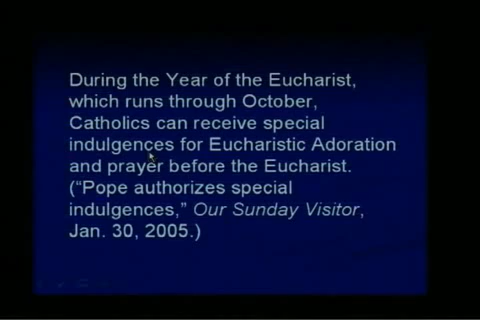 During the Year of the Eucharist,
which runs through October,
Catholics can receive special
indulgences for Eucharistic Adoration
and prayer before the Eucharist.
(“Pope authorizes special
indulgences,” Our Sunday Visitor,
Jan. 30, 2005.)